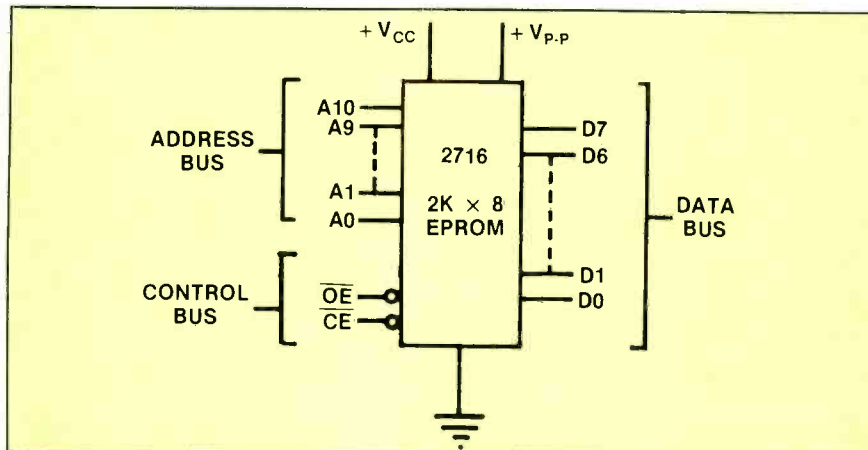 + VCC
+ VP-P
ADDRESS
BUS
A10
A9
A1
A0
CONTROL
BUS
OE
CE
2716
2K × 8
EPROM
D7
D6
D1
D0
DATA
BUS